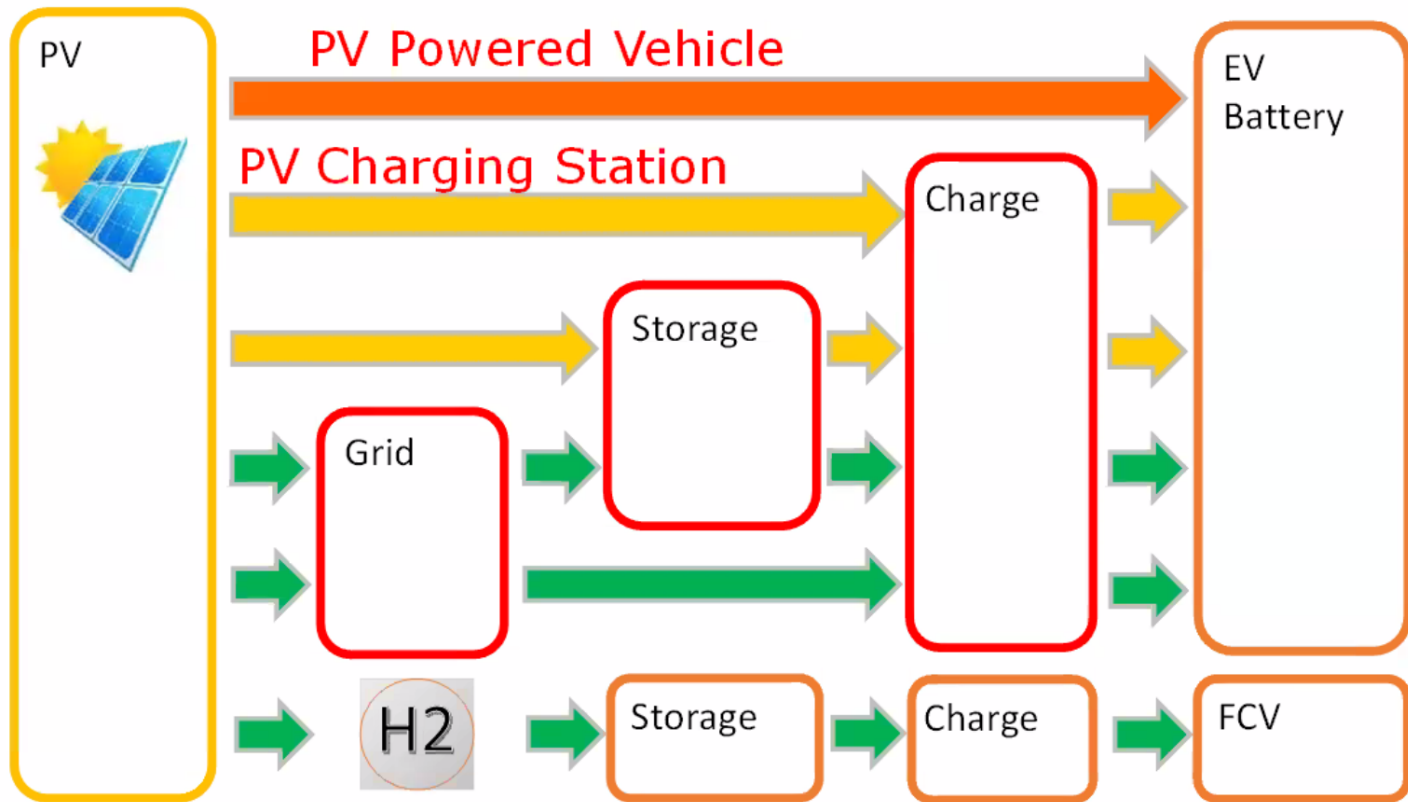 PV
PV Powered Vehicle
EV
Battery
PV Charging Station
Charge
Storage
Grid
H2
Storage
Charge
FCV